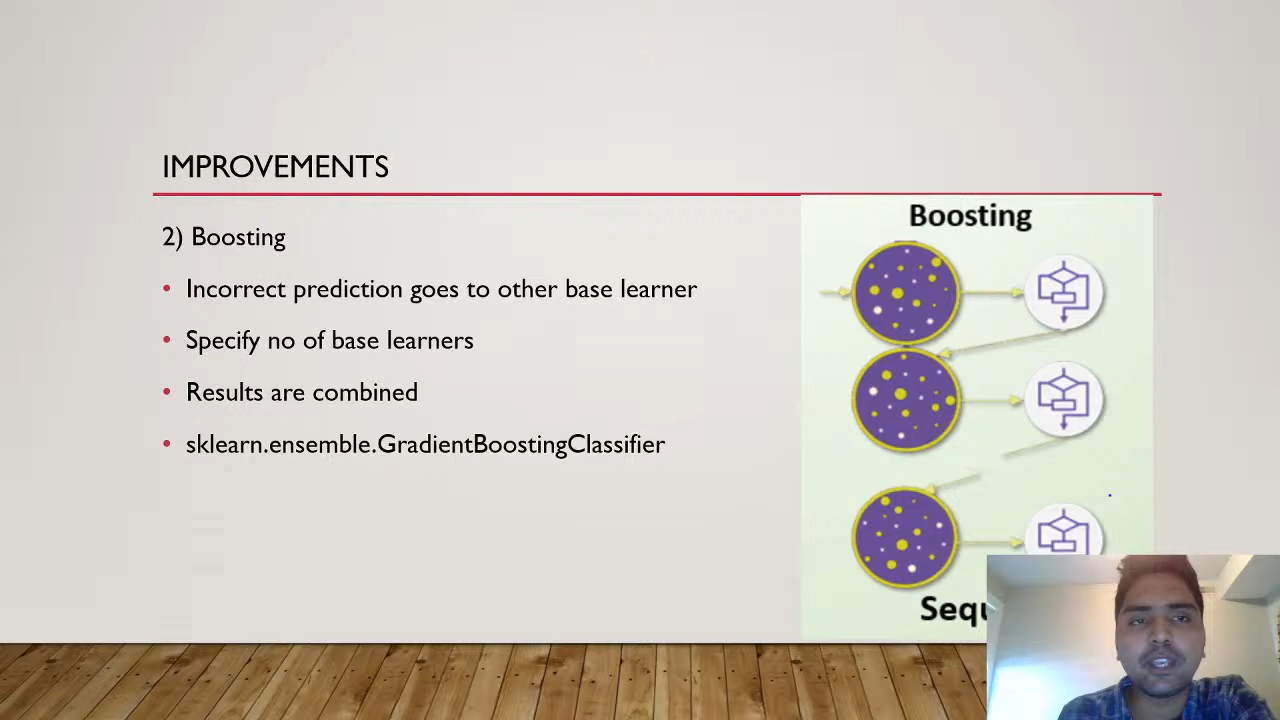 IMPROVEMENTS
2) Boosting
• Incorrect prediction goes to other base learner
• Specify no of base learners
• Results are combined
• sklearn.ensemble.GradientBoostingClassifier
Boosting